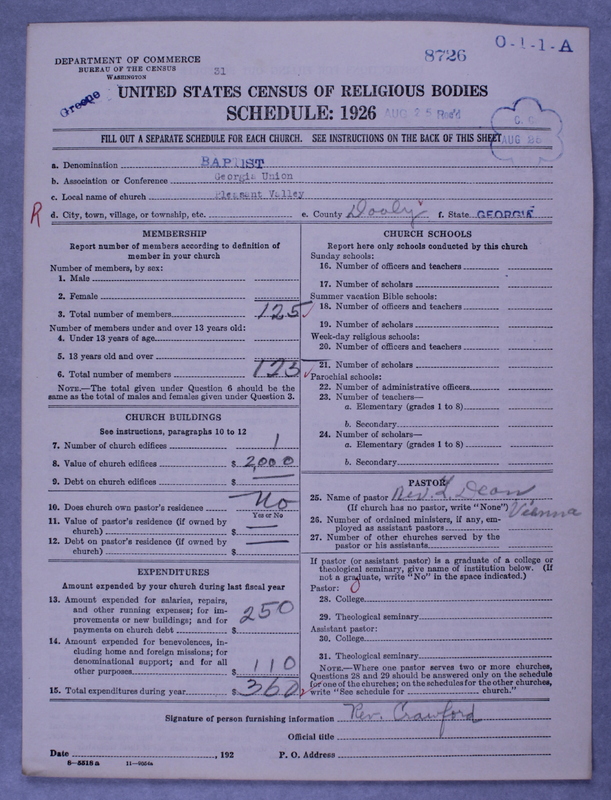 8726
O-1-1-A
DEPARTMENT OF COMMERCE
BUREAU OF THE CENSUS
WASHINGTON
31
Greene
UNITED STATES CENSUS OF RELIGIOUS BODIES
SCHEDULE: 1926
AUG 25 Rec'd
C. S.
AUG 26
FILL OUT A SEPARATE SCHEDULE FOR EACH CHURCH. SEE INSTRUCTIONS ON THE BACK OF THIS SHEET
a. Denomination BAPTIST
b. Association or Conference Georgia Union
c. Local name of church Pleasant Valley
R
d. City, town, village, or township, etc. e. County Dooly f. State GEORGIA
MEMBERSHIP
Report number of members according to definition of
member in your church
Number of members, by sex:
1. Male
2. Female
3. Total number of members 125
Number of members under and over 13 years old:
4. Under 13 years of age
5. 13 years old and over
6. Total number of members 125
NOTE.—The total given under Question 6 should be the
same as the total of males and females given under Question 3.
CHURCH BUILDINGS
See instructions, paragraphs 10 to 12
7. Number of church edifices 1
8. Value of church edifices $ 2,000
9. Debt on church edifices $ —
10. Does church own pastor's residence No
Yes or No
11. Value of pastor's residence (if owned by
church) $ —
12. Debt on pastor's residence (if owned by
church) $ —
EXPENDITURES
Amount expended by your church during last fiscal year
13. Amount expended for salaries, repairs,
and other running expenses; for im-
provements or new buildings; and for
payments on church debt $ 250
14. Amount expended for benevolences, in-
cluding home and foreign missions; for
denominational support; and for all
other purposes $ 110
15. Total expenditures during year $ 360
CHURCH SCHOOLS
Report here only schools conducted by this church
Sunday schools:
16. Number of officers and teachers
17. Number of scholars
Summer vacation Bible schools:
18. Number of officers and teachers
19. Number of scholars
Week-day religious schools:
20. Number of officers and teachers
21. Number of scholars
Parochial schools:
22. Number of administrative officers
23. Number of teachers—
a. Elementary (grades 1 to 8)
b. Secondary
24. Number of scholars—
a. Elementary (grades 1 to 8)
b. Secondary
PASTOR
25. Name of pastor Rev. L. Dean
(If church has no pastor, write "None") Vienna
26. Number of ordained ministers, if any, em-
ployed as assistant pastors
27. Number of other churches served by the
pastor or his assistants
If pastor (or assistant pastor) is a graduate of a college or
theological seminary, give name of institution below. (If
not a graduate, write "No" in the space indicated.)
Pastor: O
28. College
29. Theological seminary
Assistant pastor:
30. College
31. Theological seminary
NOTE.—Where one pastor serves two or more churches,
Questions 28 and 29 should be answered only on the schedule
for one of the churches; on the schedules for the other churches,
write "See schedule for church."
Signature of person furnishing information Rev. Crawford
Official title
Date , 192 P. O. Address
8-5518a 11-9554a